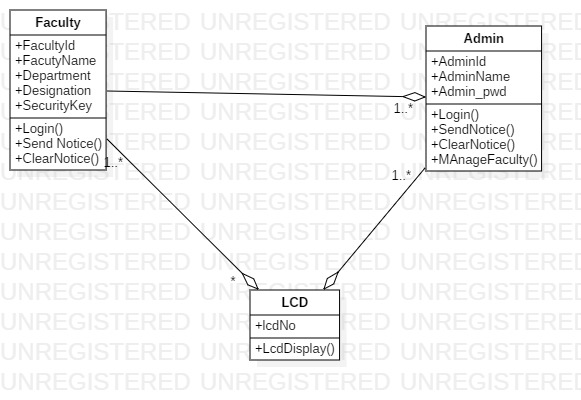 Faculty
+FacultyId
+FacutyName
+Department
+Designation
+SecurityKey
+Login()
+Send Notice()
+ClearNotice()
Admin
+AdminId
+AdminName
+Admin_pwd
+Login()
+SendNotice()
+ClearNotice()
+MAnageFaculty()
1..*
1..*
1..*
*
LCD
+lcdNo
+LcdDisplay()
UNREGISTERED UNREGISTERED UNREGISTERED